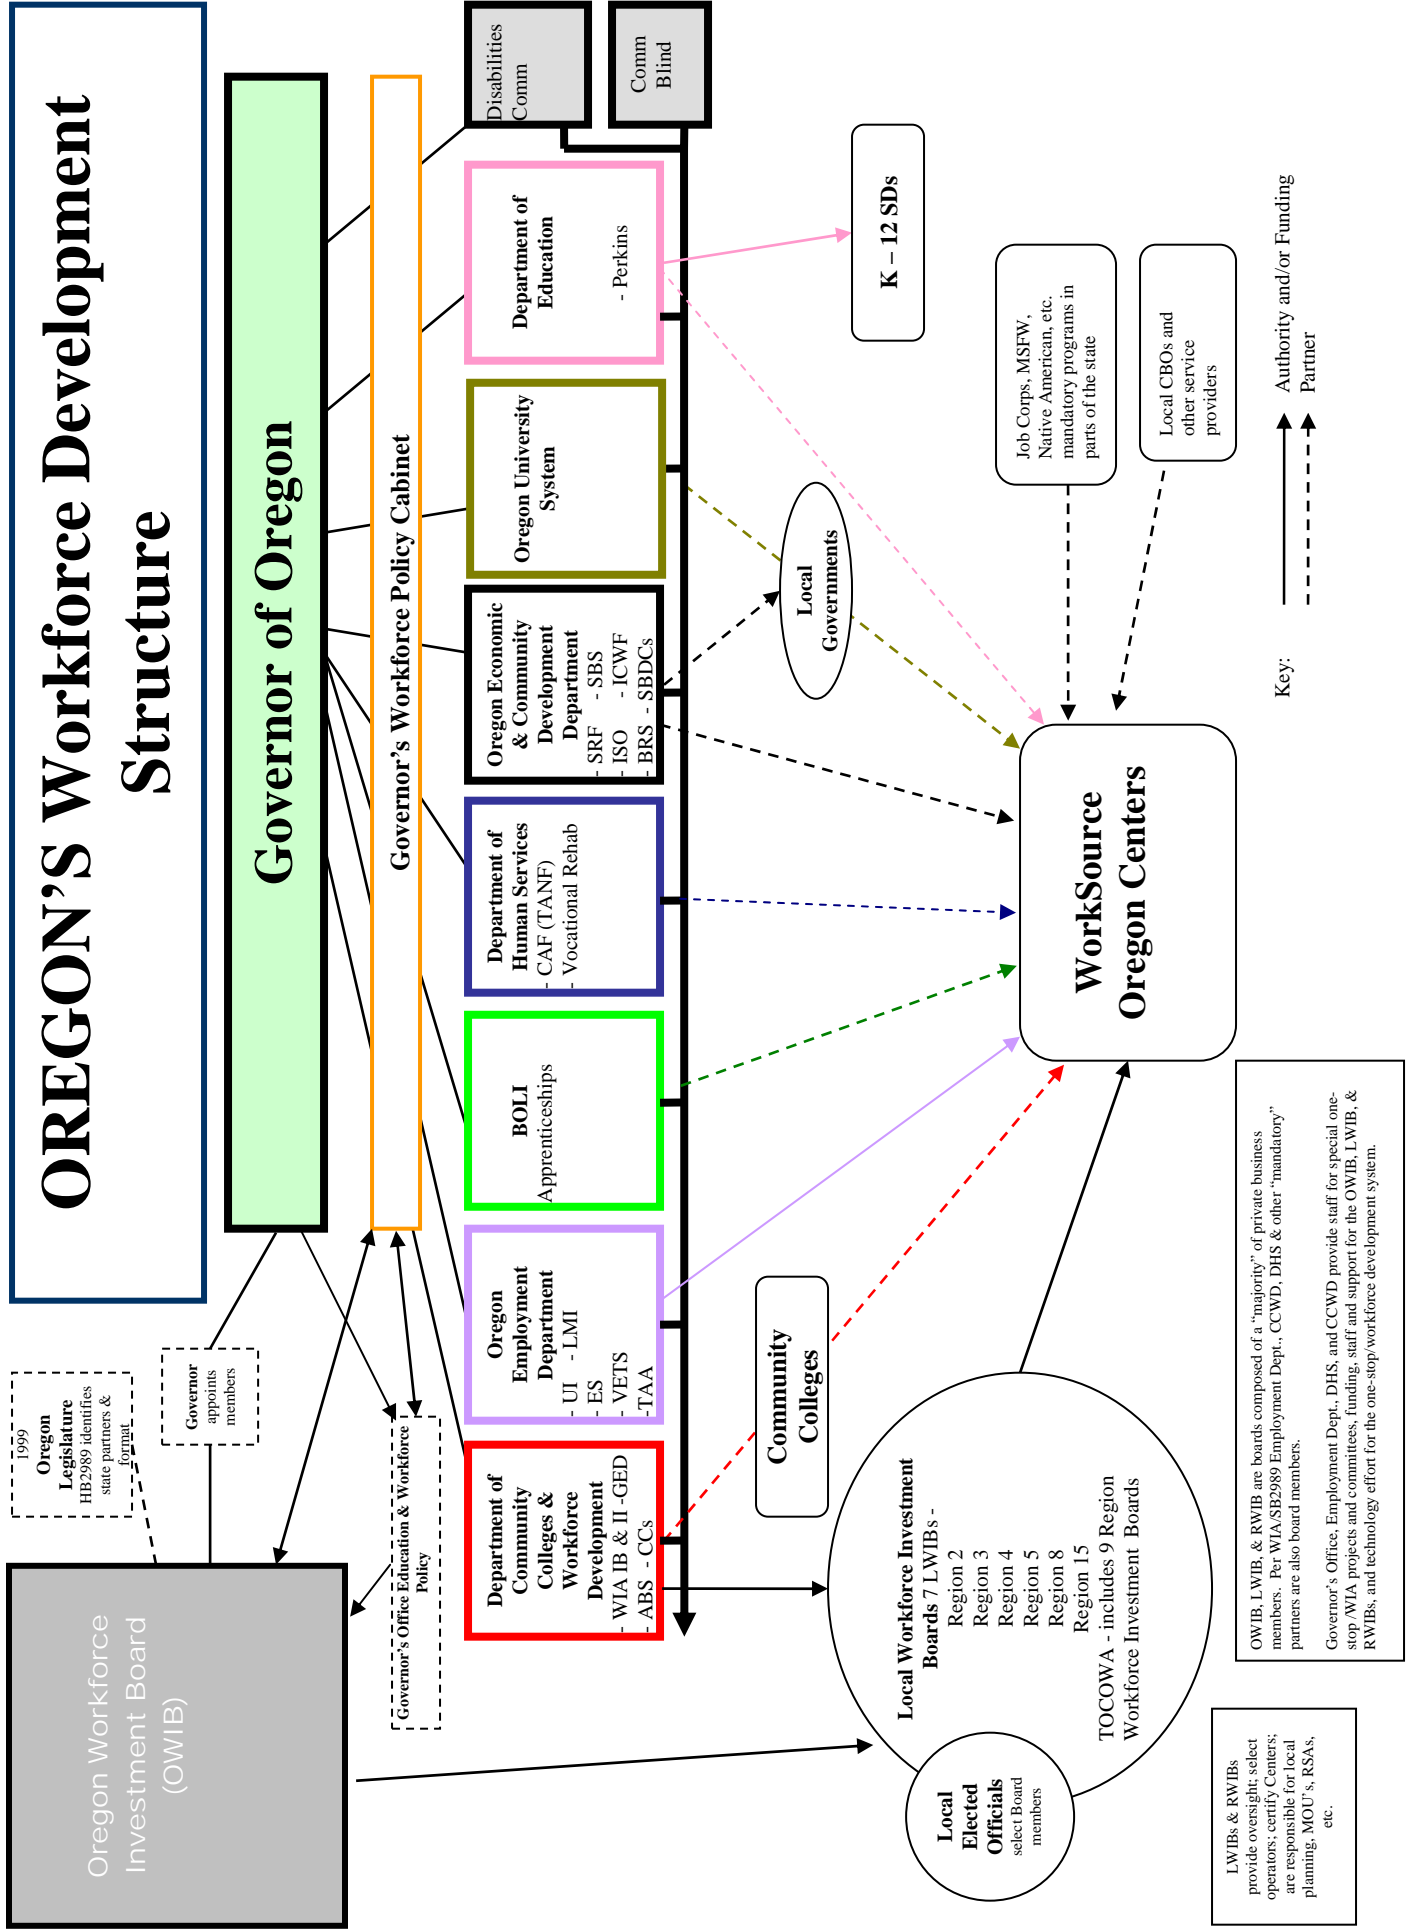 OREGON'S Workforce Development
Structure
Governor of Oregon
Governor's Workforce Policy Cabinet
1999
Oregon
Legislature
HB2989 identifies
state partners &
format
Governor
appoints
members
Oregon Workforce
Investment Board
(OWIB)
Governor's Office Education & Workforce
Policy
Department of
Community
Colleges &
Workforce
Development
- WIA IB & II -GED
- ABS - CCs
Oregon
Employment
Department
- UI - LMI
- ES
- VETS
-TAA
BOLI
Apprenticeships
Department of
Human Services
- CAF (TANF)
- Vocational Rehab
Oregon Economic
& Community
Development
Department
- SRF - SBS
- ISO - ICWF
- BRS - SBDCs
Oregon University
System
Department of
Education
- Perkins
Disabilities
Comm
Comm
Blind
Community
Colleges
Local
Governments
K – 12 SDs
Local Workforce Investment
Boards 7 LWIBs -
Region 2
Region 3
Region 4
Region 5
Region 8
Region 15
TOCOWA - includes 9 Region
Workforce Investment Boards
Local
Elected
Officials
select Board
members
WorkSource
Oregon Centers
Job Corps, MSFW,
Native American, etc.
mandatory programs in
parts of the state
Local CBOs and
other service
providers
LWIBs & RWIBs
provide oversight; select
operators; certify Centers;
are responsible for local
planning, MOU's, RSAs,
etc.
OWIB, LWIB, & RWIB are boards composed of a "majority" of private business
members. Per WIA/SB2989 Employment Dept., CCWD, DHS & other "mandatory"
partners are also board members.
Governor's Office, Employment Dept., DHS, and CCWD provide staff for special one-
stop /WIA projects and committees, funding, staff and support for the OWIB, LWIB, &
RWIBs, and technology effort for the one-stop/workforce development system.
Key:
Authority and/or Funding
Partner